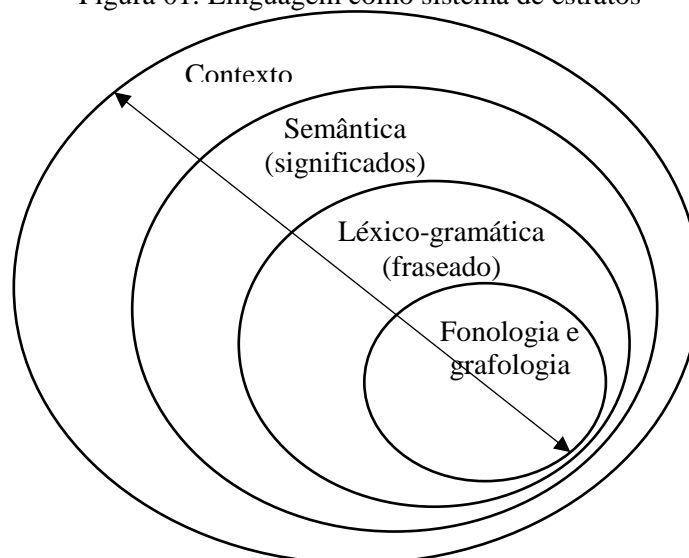 Figura 01: Linguagem como sistema de estratos
Contexto
Semântica
(significados)
Léxico-gramática
(fraseado)
Fonologia e
grafologia